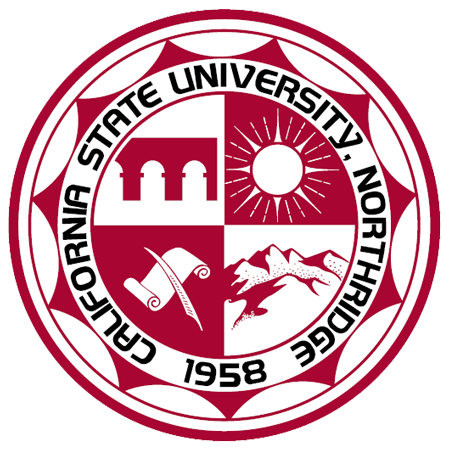 CALIFORNIA STATE UNIVERSITY, NORTHRIDGE
1958